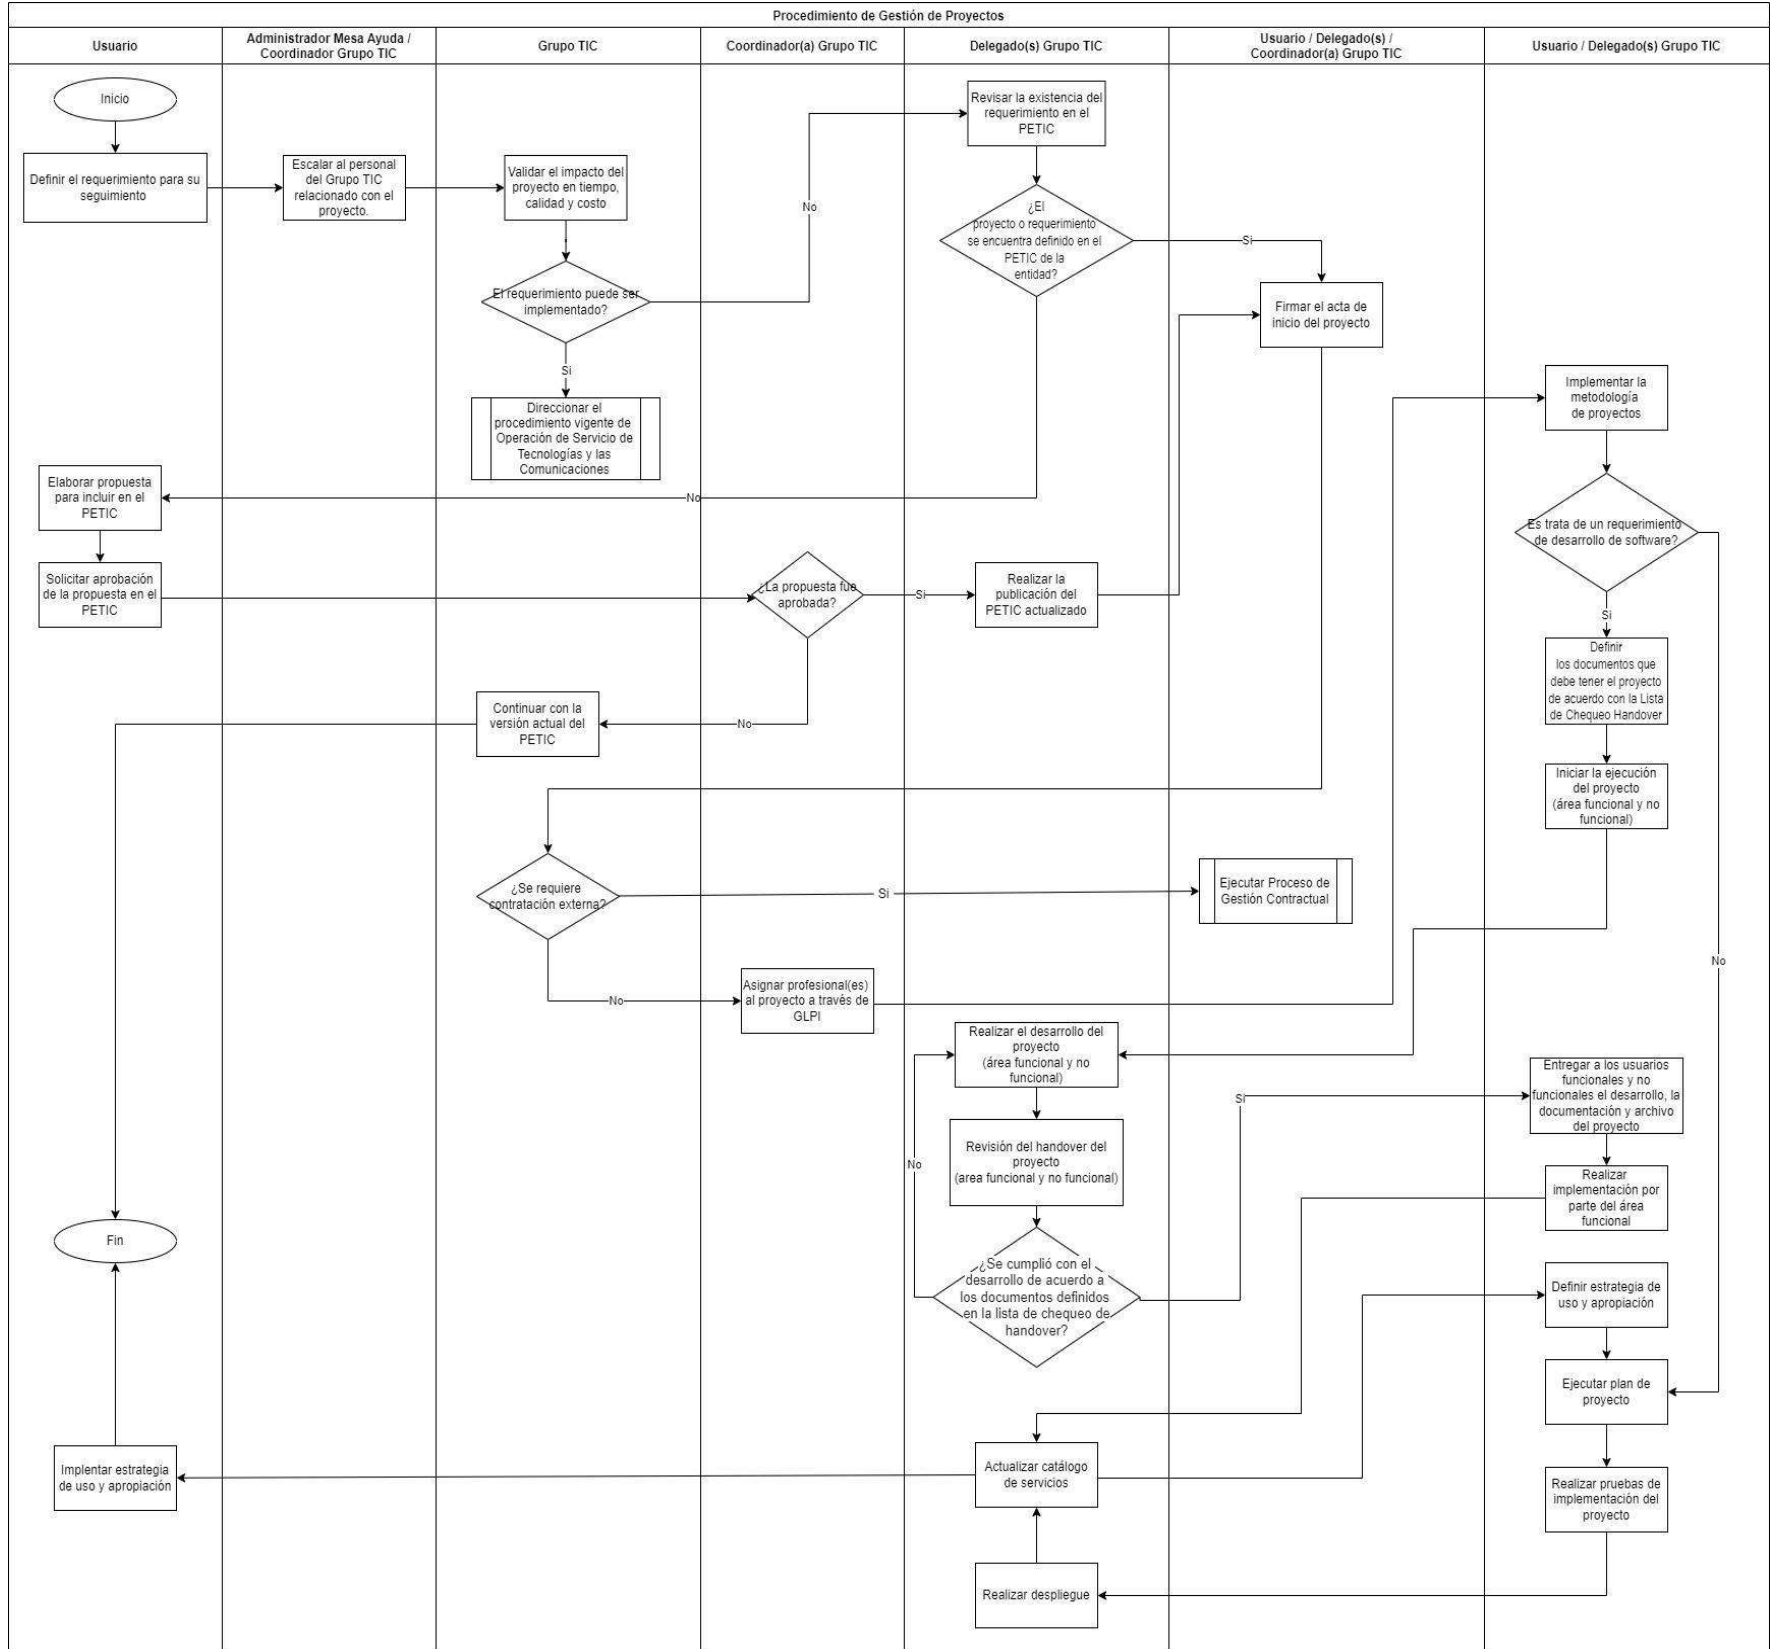 Procedimiento de Gestión de Proyectos
Usuario
Administrador Mesa Ayuda /
Coordinador Grupo TIC
Grupo TIC
Coordinador(a) Grupo TIC
Delegado(s) Grupo TIC
Usuario / Delegado(s) /
Coordinador(a) Grupo TIC
Usuario / Delegado(s) Grupo TIC
Inicio
Definir el requerimiento para su
seguimiento
Escalar al personal
del Grupo TIC
relacionado con el
proyecto.
Validar el impacto del
proyecto en tiempo,
calidad y costo
El requerimiento puede ser
implementado?
No
Si
Direccionar el
procedimiento vigente de
Operación de Servicio de
Tecnologías y las
Comunicaciones
Revisar la existencia del
requerimiento en el
PETIC
¿El
proyecto o requerimiento
se encuentra definido en el
PETIC de la
entidad?
Si
No
Firmar el acta de
inicio del proyecto
Elaborar propuesta
para incluir en el
PETIC
Solicitar aprobación
de la propuesta en el
PETIC
¿La propuesta fue
aprobada?
Si
Realizar la
publicación del
PETIC actualizado
No
Continuar con la
versión actual del
PETIC
Implementar la
metodología
de proyectos
Es trata de un requerimiento
de desarrollo de software?
Si
No
Definir
los documentos que
debe tener el proyecto
de acuerdo con la Lista
de Chequeo Handover
Iniciar la ejecución
del proyecto
(área funcional y no
funcional)
¿Se requiere
contratación externa?
Si
Ejecutar Proceso de
Gestión Contractual
No
Asignar profesional(es)
al proyecto a través de
GLPI
Realizar el desarrollo del
proyecto
(área funcional y no
funcional)
Revisión del handover del
proyecto
(area funcional y no funcional)
No
¿Se cumplió con el
desarrollo de acuerdo a
los documentos definidos
en la lista de chequeo de
handover?
Si
Entregar a los usuarios
funcionales y no
funcionales el desarrollo, la
documentación y archivo
del proyecto
Realizar
implementación por
parte del área
funcional
Fin
Definir estrategia de
uso y apropiación
Ejecutar plan de
proyecto
Implentar estrategia
de uso y apropiación
Actualizar catálogo
de servicios
Realizar pruebas de
implementación del
proyecto
Realizar despliegue